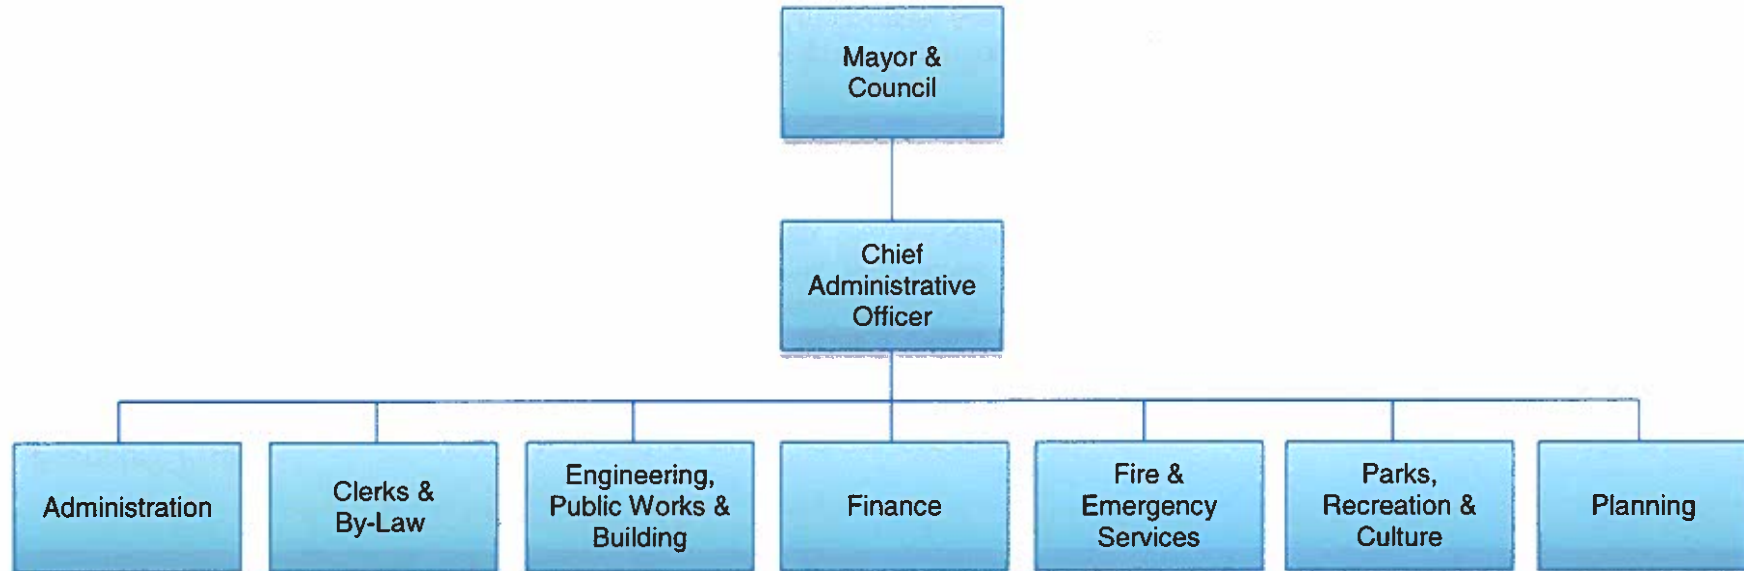 Mayor &
Council
Chief
Administrative
Officer
Administration
Clerks &
By-Law
Engineering,
Public Works &
Building
Finance
Fire &
Emergency
Services
Parks,
Recreation &
Culture
Planning